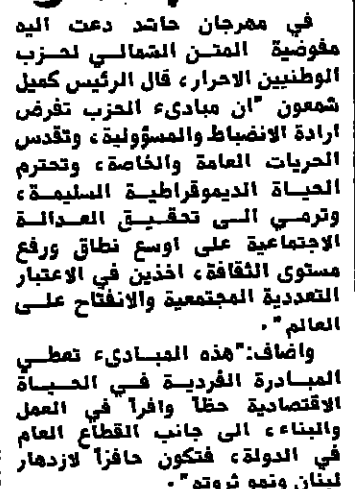 في مهرجان حاشد دعت اليه
مفوضية المتن الشمالي لحزب
الوطنيين الاحرار، قال الرئيس كميل
شمعون "ان مبادىء الحزب تفرض
ارادة الانضباط والمسؤولية، وتقدس
الحريات العامة والخاصة، وتحترم
الحياة الديموقراطية السليمة،
وترمي الى تحقيق العدالة
الاجتماعية على اوسع نطاق ورفع
مستوى الثقافة، اخذين في الاعتبار
التعددية المجتمعية والانفتاح على
العالم".
واضاف:"هذه المبادىء تعطي
المبادرة الفردية في الحياة
الاقتصادية حظاً وافراً في العمل
والبناء، الى جانب القطاع العام
في الدولة، فتكون حافزاً لازدهار
لبنان ونمو ثروته".